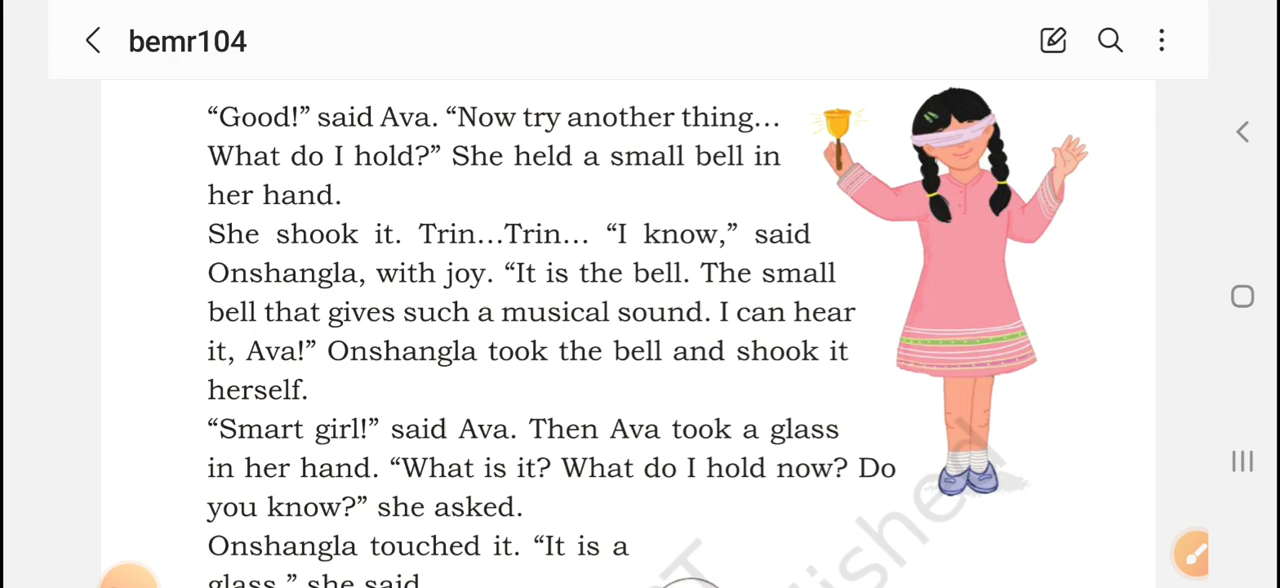 bemr104
“Good!” said Ava. “Now try another thing…
What do I hold?” She held a small bell in
her hand.
She shook it. Trin…Trin… “I know,” said
Onshangla, with joy. “It is the bell. The small
bell that gives such a musical sound. I can hear
it, Ava!” Onshangla took the bell and shook it
herself.
“Smart girl!” said Ava. Then Ava took a glass
in her hand. “What is it? What do I hold now? Do
you know?” she asked.
Onshangla touched it. “It is a
glass,” she said